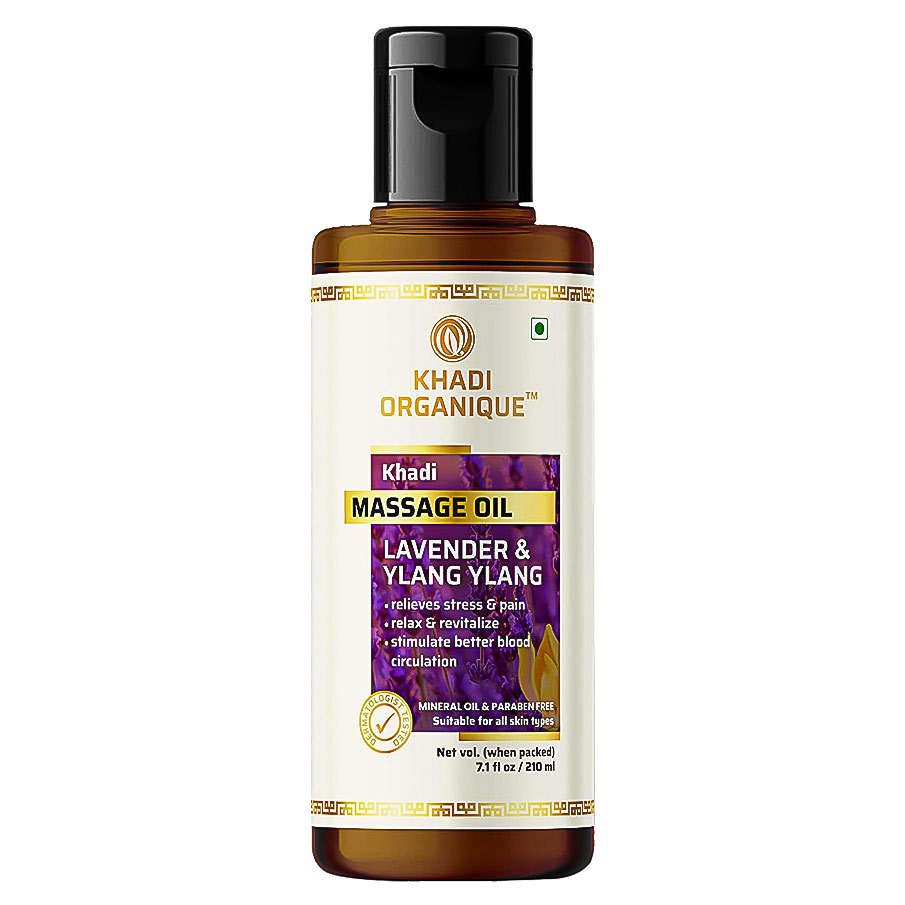 KHADI
ORGANIQUE™
Khadi
MASSAGE OIL
LAVENDER &
YLANG YLANG
• relieves stress & pain
• relax & revitalize
• stimulate better blood
circulation
MINERAL OIL & PARABEN FREE
Suitable for all skin types
DERMATOLOGIST TESTED
Net vol. (when packed)
7.1 fl oz / 210 ml